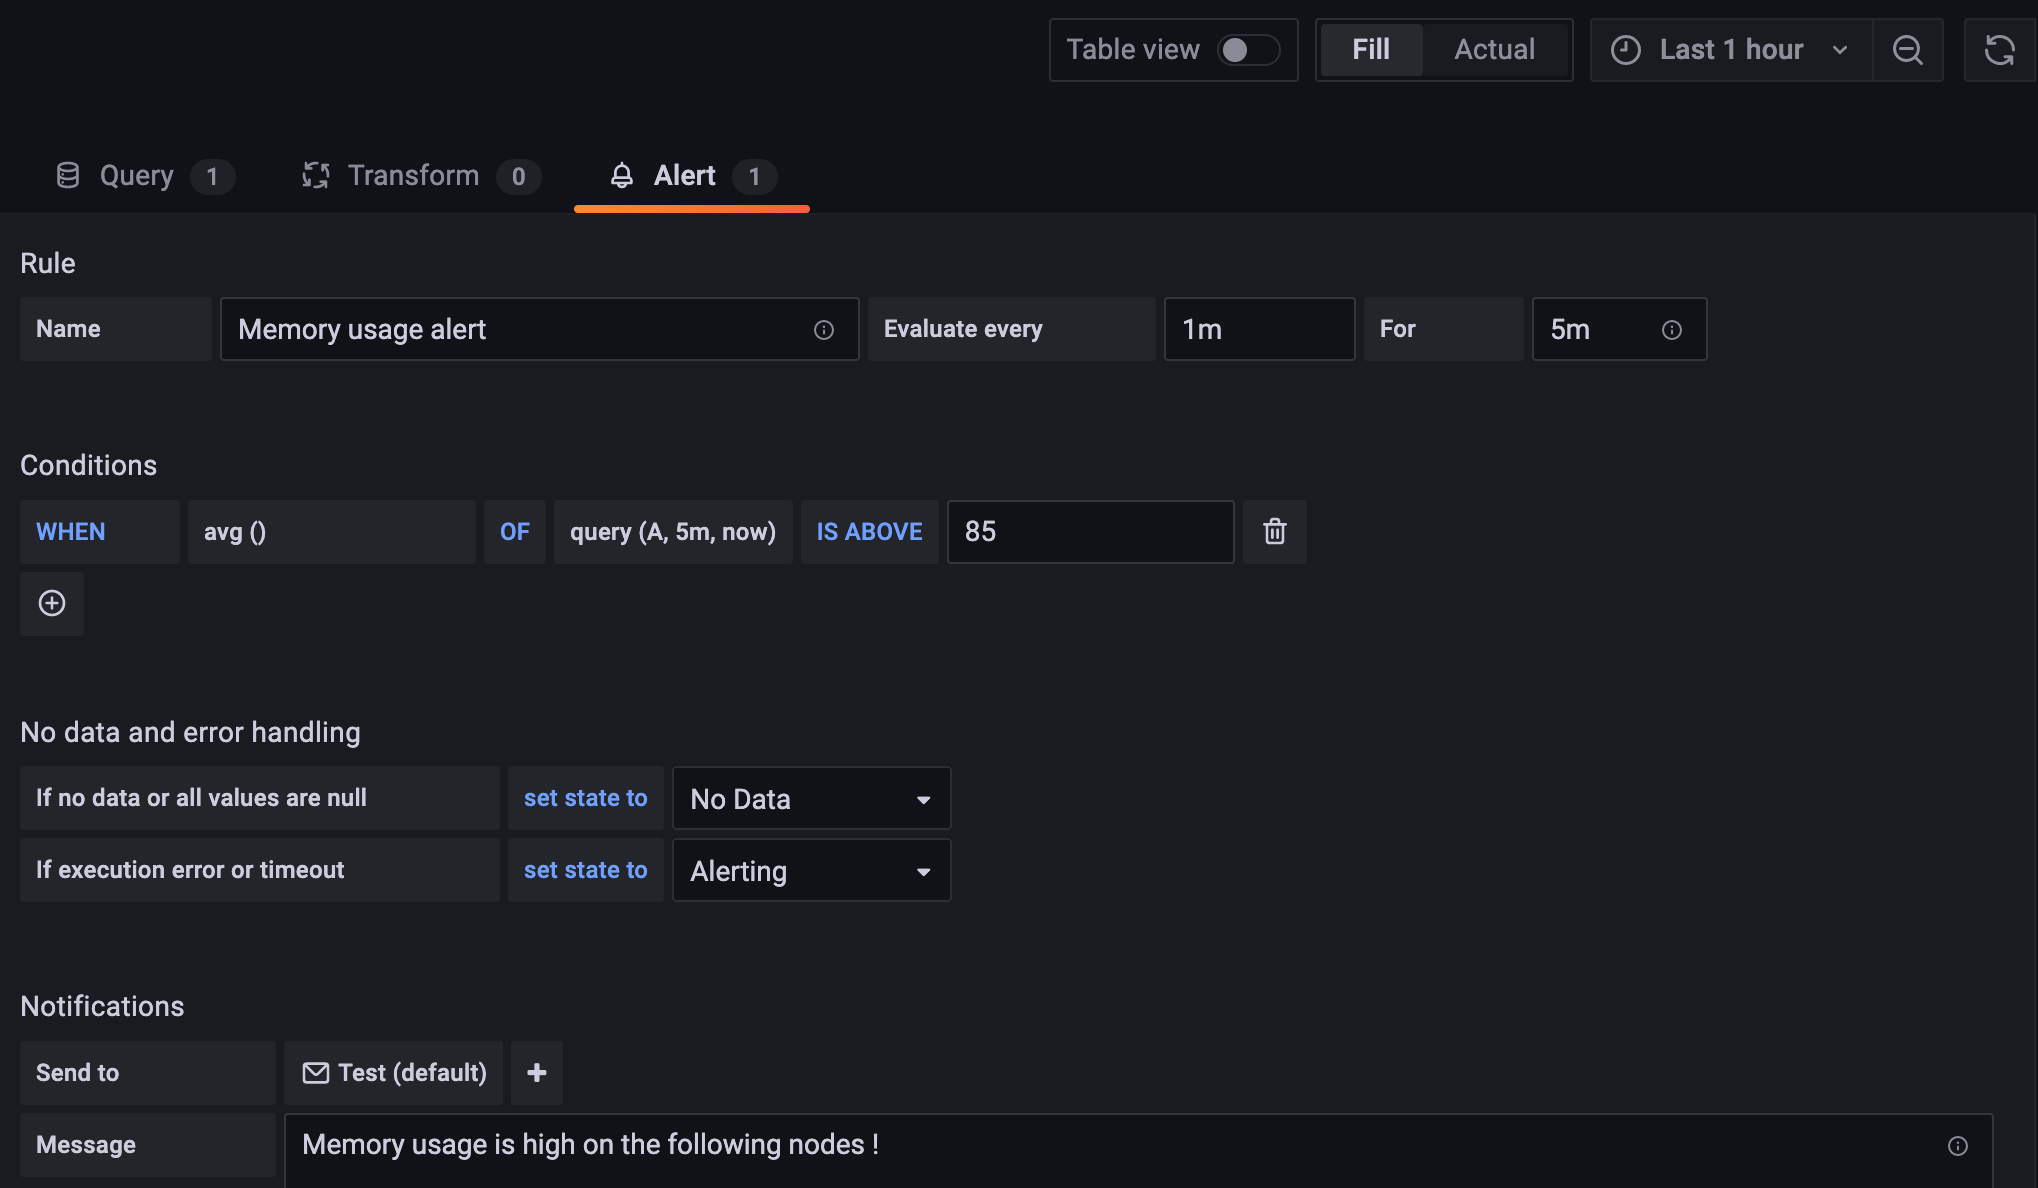 Table view Fill Actual Last 1 hour
Query 1 Transform 0 Alert 1
Rule
Name Memory usage alert Evaluate every 1m For 5m
Conditions
WHEN avg () OF query (A, 5m, now) IS ABOVE 85
No data and error handling
If no data or all values are null set state to No Data
If execution error or timeout set state to Alerting
Notifications
Send to Test (default) +
Message Memory usage is high on the following nodes !